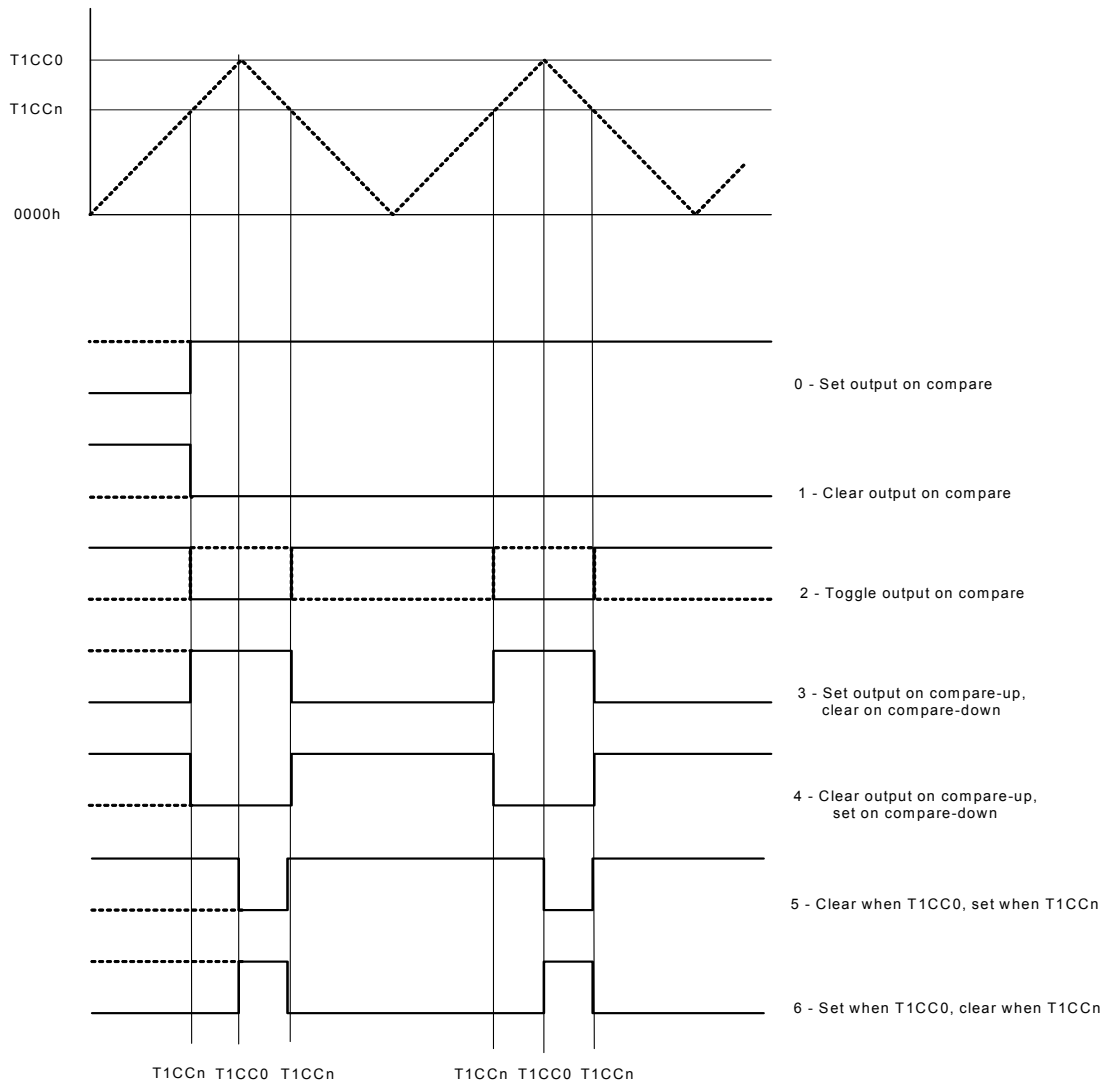 T1CC0
T1CCn
0000h
0 - Set output on compare
1 - Clear output on compare
2 - Toggle output on compare
3 - Set output on compare-up,
clear on compare-down
4 - Clear output on compare-up,
set on compare-down
5 - Clear when T1CC0, set when T1CCn
6 - Set when T1CC0, clear when T1CCn
T1CCn T1CC0 T1CCn T1CCn T1CC0 T1CCn